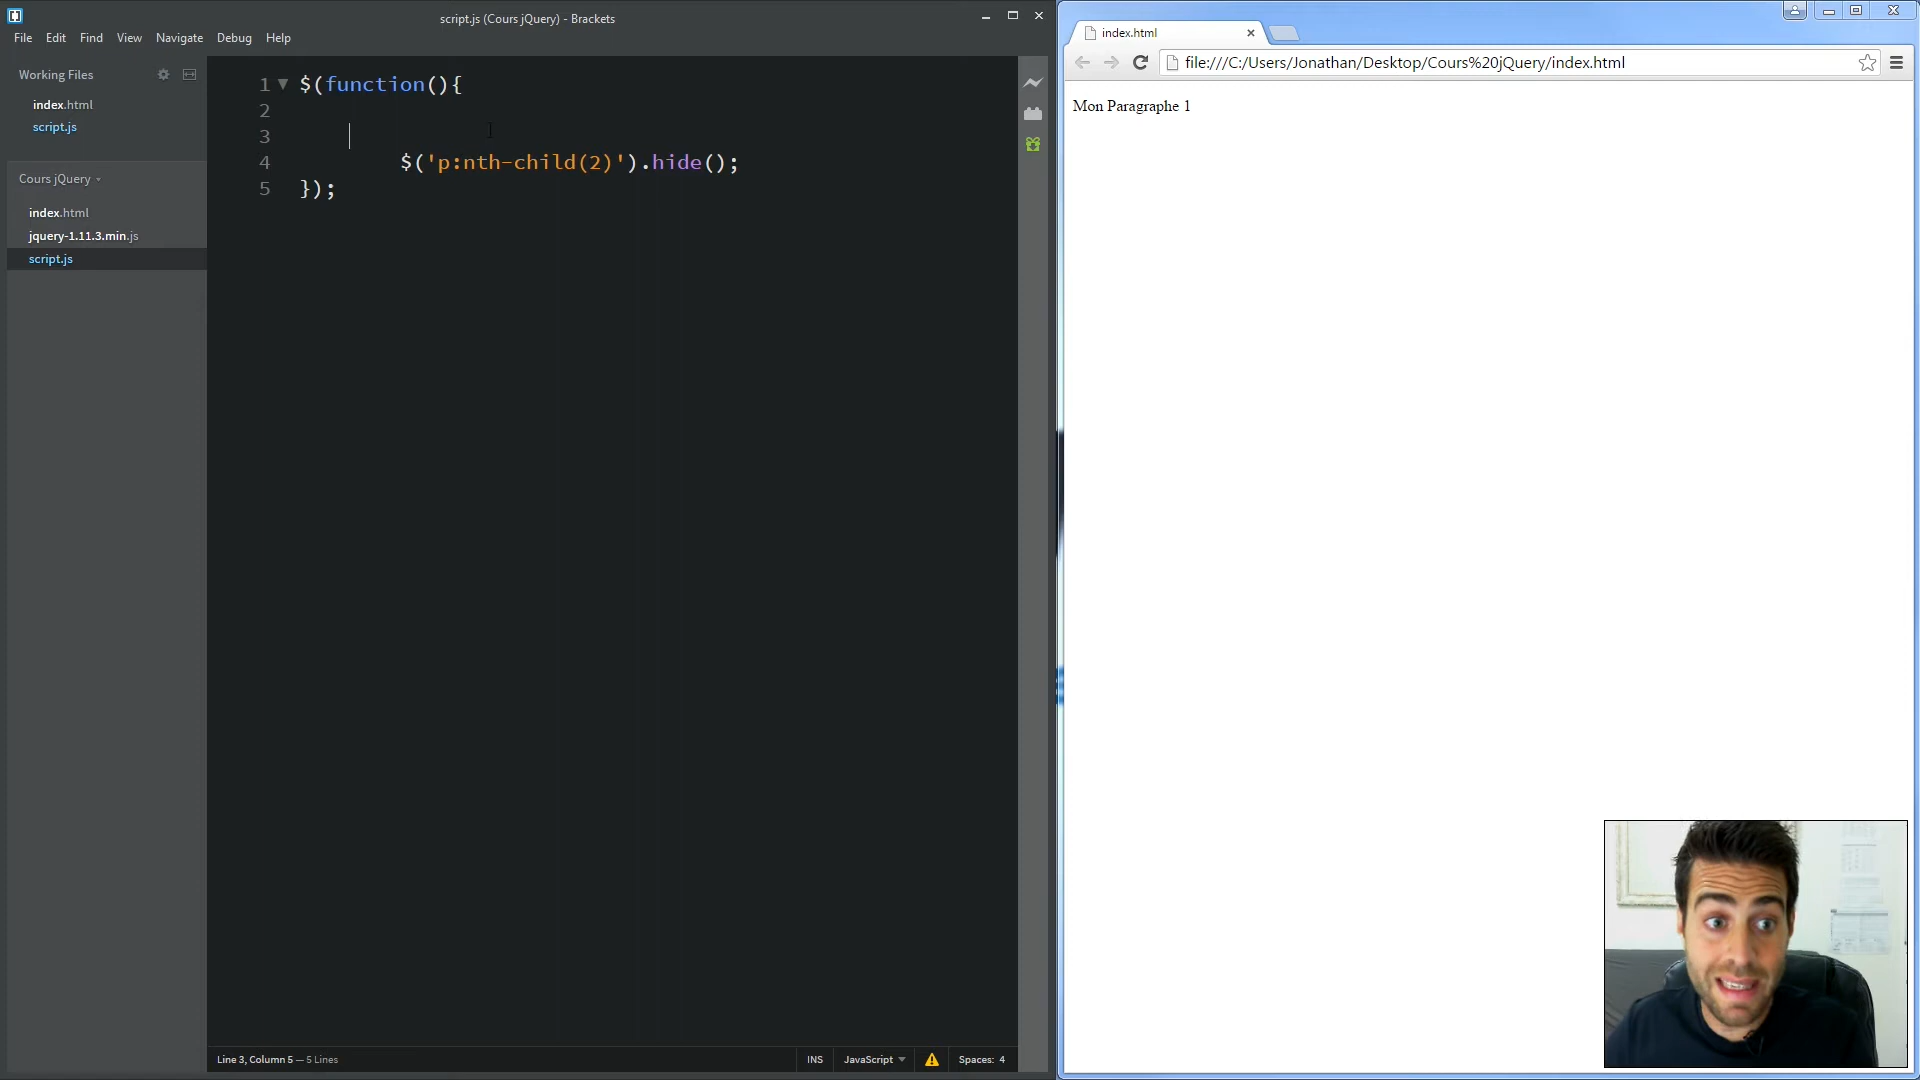 script.js (Cours jQuery) - Brackets
File Edit Find View Navigate Debug Help
Working Files
index.html
script.js
Cours jQuery
index.html
jquery-1.11.3.min.js
script.js
1 $(function(){
2
3
4 $('p:nth-child(2)').hide();
5 });
Line 3, Column 5 — 5 Lines
INS
JavaScript
Spaces: 4
index.html
file:///C:/Users/Jonathan/Desktop/Cours%20jQuery/index.html
Mon Paragraphe 1